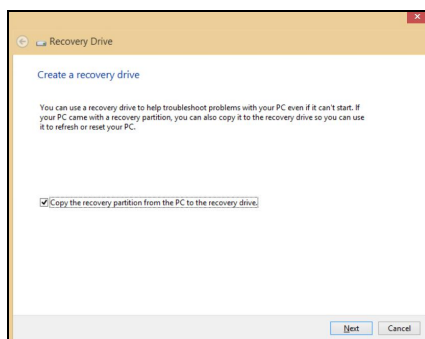 Recovery Drive
Create a recovery drive
You can use a recovery drive to help troubleshoot problems with your PC even if it can't start. If
your PC came with a recovery partition, you can also copy it to the recovery drive so you can use
it to refresh or reset your PC.
Copy the recovery partition from the PC to the recovery drive.
Next Cancel